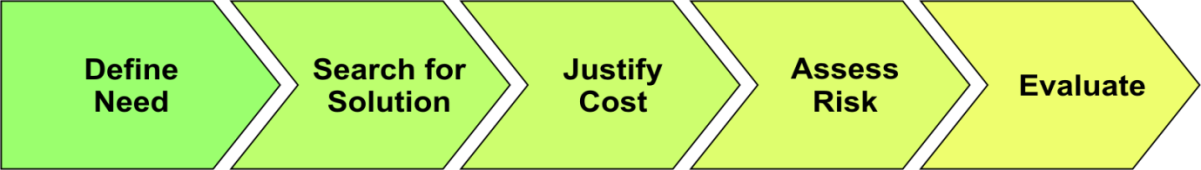 Define
Need
Search for
Solution
Justify
Cost
Assess
Risk
Evaluate